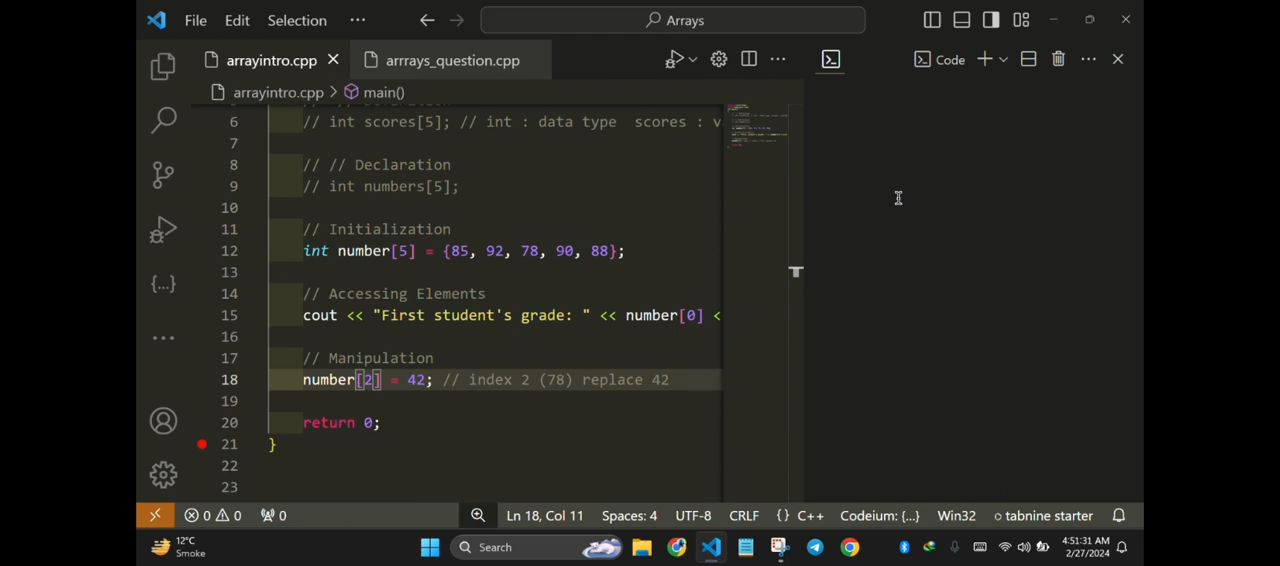 File Edit Selection ··· Arrays
arrayintro.cpp arrrays_question.cpp Code
arrayintro.cpp > main()
6 // int scores[5]; // int : data type scores : v
7
8 // // Declaration
9 // int numbers[5];
10
11 // Initialization
12 int number[5] = {85, 92, 78, 90, 88};
13
14 // Accessing Elements
15 cout << "First student's grade: " << number[0] <
16
17 // Manipulation
18 number[2] = 42; // index 2 (78) replace 42
19
20 return 0;
21 }
22
23
0 0 0 Ln 18, Col 11 Spaces: 4 UTF-8 CRLF {} C++ Codeium: {...} Win32 tabnine starter
12°C
Smoke
Search
4:51:31 AM
2/27/2024